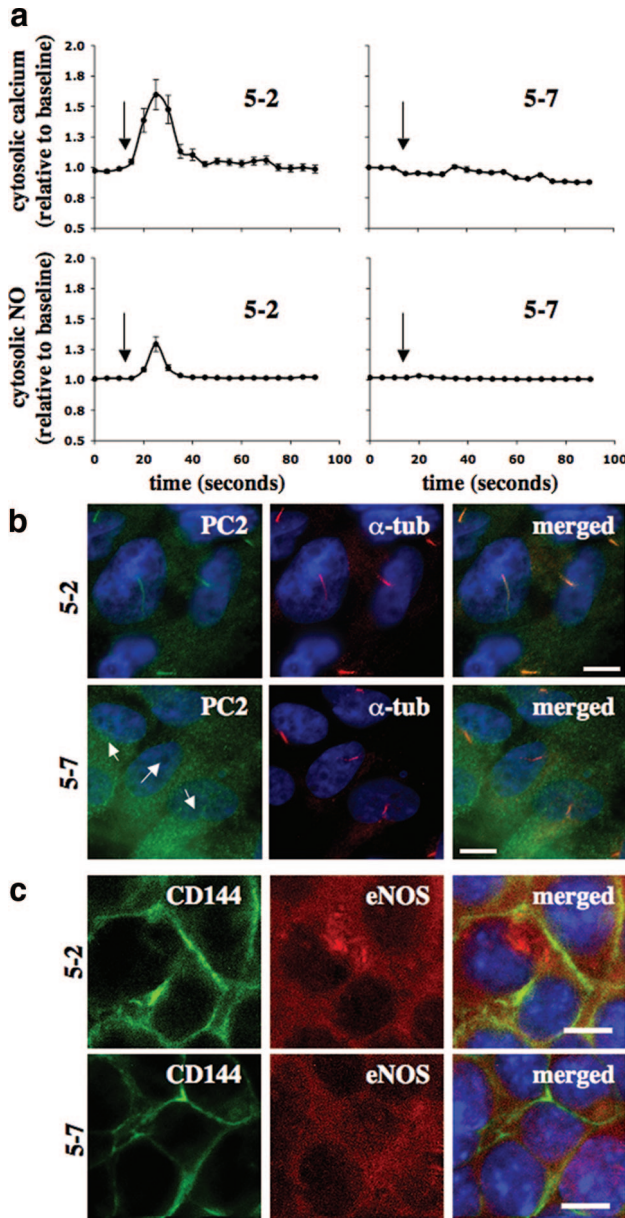 a
cytosolic calcium
(relative to baseline)
2.0
1.8
1.5
1.3
1.0
0.8
0.5
5-2
5-7
cytosolic NO
(relative to baseline)
2.0
1.8
1.5
1.3
1.0
0.8
0.5
5-2
5-7
0 20 40 60 80 100
0 20 40 60 80 100
time (seconds)
time (seconds)
b
5-2
PC2
α-tub
merged
5-7
PC2
α-tub
merged
c
5-2
CD144
eNOS
merged
5-7
CD144
eNOS
merged